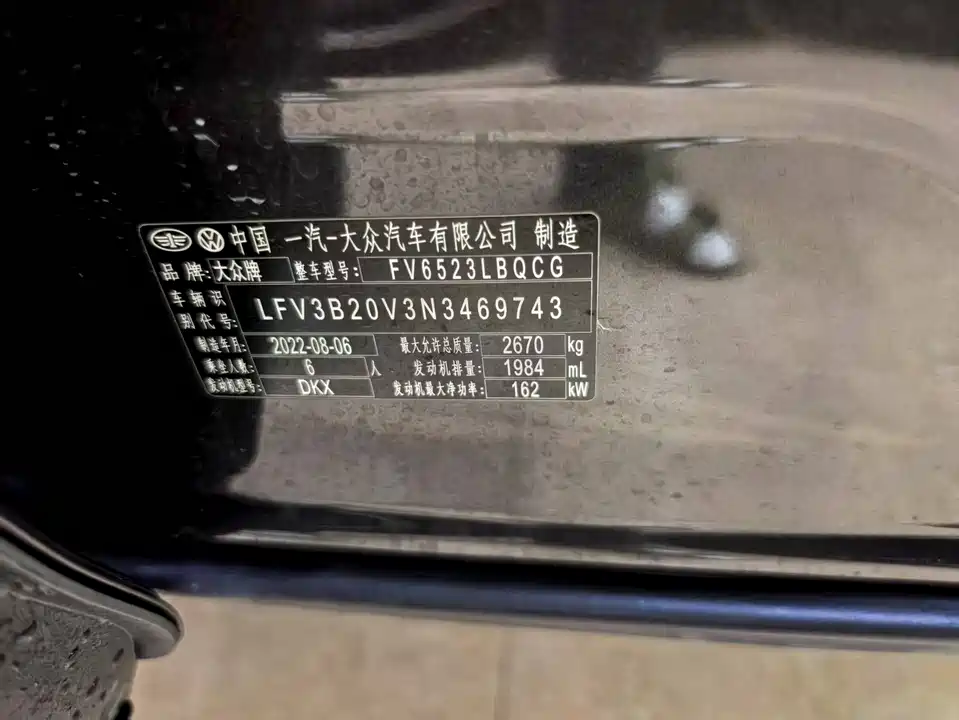 中国 一汽-大众汽车有限公司 制造
品牌: 大众牌 整车型号: FV6523LBQCG
车辆识别代号: LFV3B20V3N3469743
制造年月: 2022-08-06 最大允许总质量: 2670 kg
乘坐人数: 6 人 发动机排量: 1984 mL
发动机型号: DKX 发动机最大净功率: 162 kW